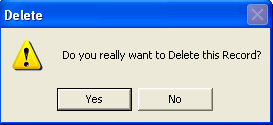 Delete
Do you really want to Delete this Record?
Yes No